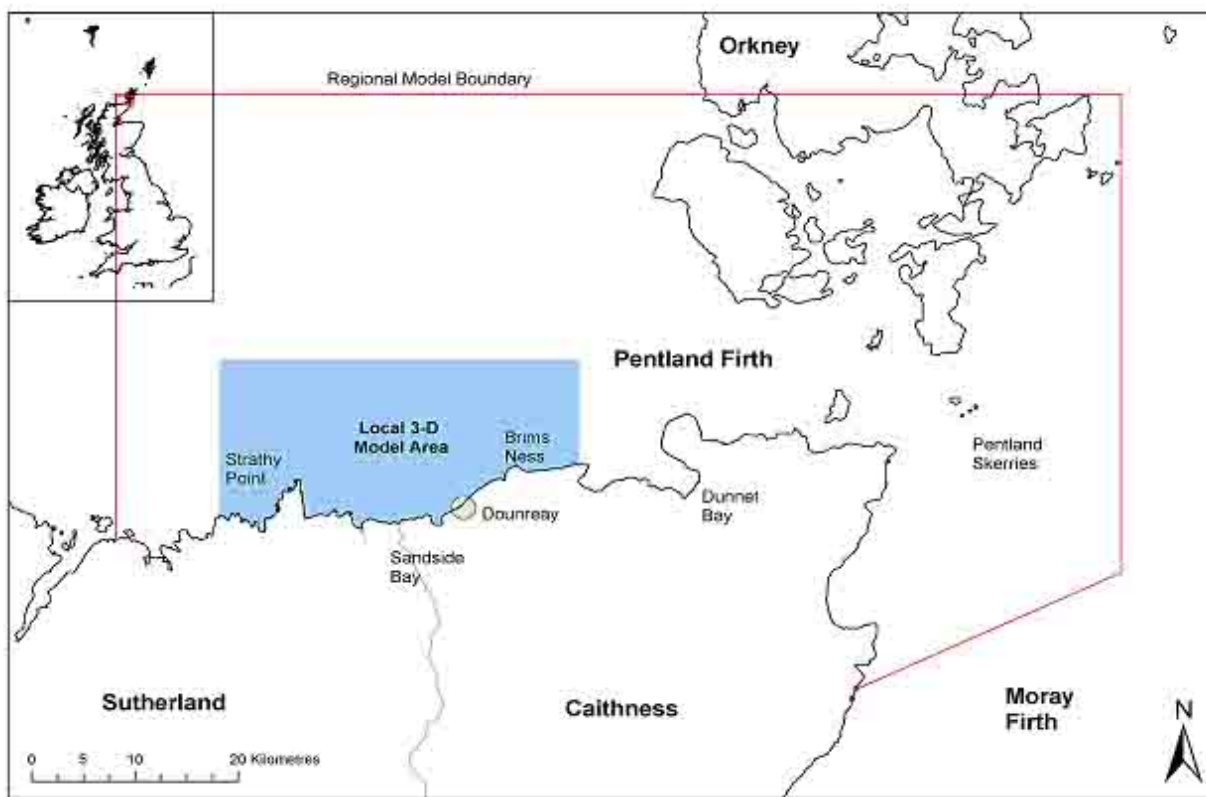 Orkney
Regional Model Boundary
Pentland Firth
Local 3-D
Model Area
Brims
Ness
Strathy
Point
Pentland
Skerries
Dunnet
Bay
Dounreay
Sandside
Bay
Sutherland
Caithness
Moray
Firth
N
0 5 10 20 Kilometres